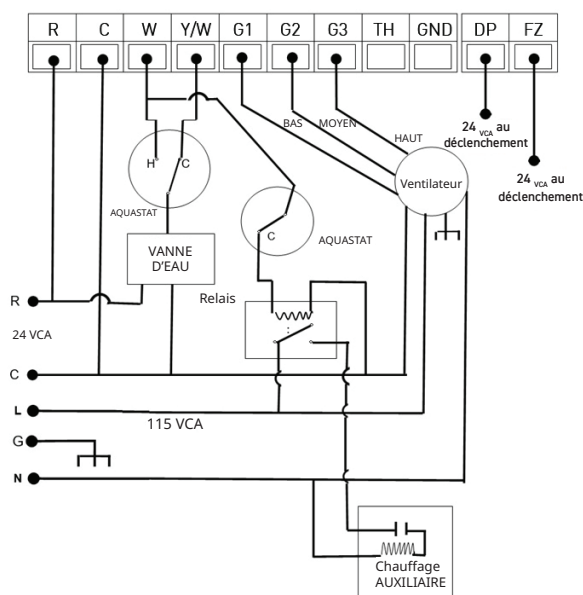 R C W Y/W G1 G2 G3 TH GND DP FZ
BAS MOYEN
HAUT
24 VCA au
déclenchement
24 VCA au
déclenchement
H C
Ventilateur
AQUASTAT
C
AQUASTAT
VANNE
D'EAU
Relais
R
24 VCA
C
L
115 VCA
G
N
Chauffage
AUXILIAIRE